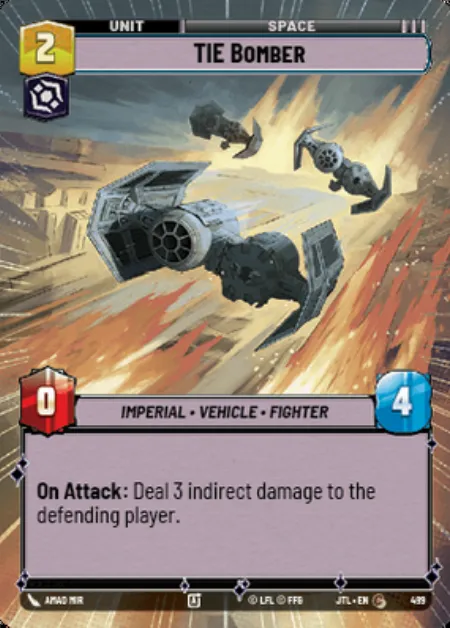 UNIT SPACE
2 TIE BOMBER
0 IMPERIAL • VEHICLE • FIGHTER 4
On Attack: Deal 3 indirect damage to the
defending player.
AMAD MIR © LFL © FFG JTL • EN C 499